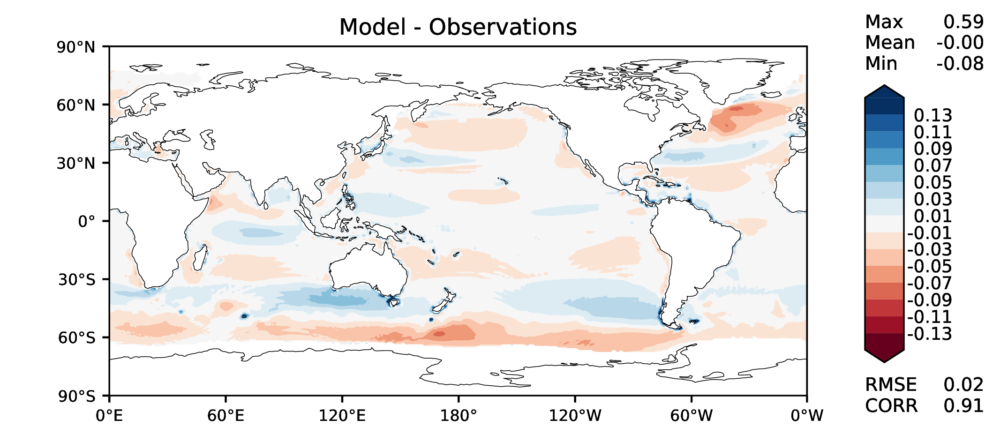 Model - Observations
Max 0.59
Mean -0.00
Min -0.08
90°N
60°N
30°N
0°
30°S
60°S
90°S
0°E 60°E 120°E 180° 120°W 60°W 0°W
0.13
0.11
0.09
0.07
0.05
0.03
0.01
-0.01
-0.03
-0.05
-0.07
-0.09
-0.11
-0.13
RMSE 0.02
CORR 0.91